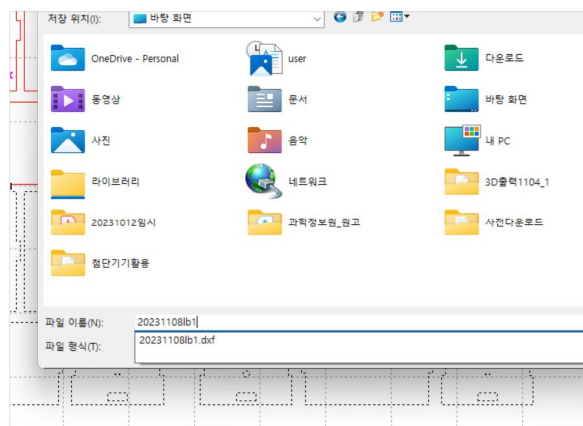 저장 위치(I): 바탕 화면
OneDrive - Personal
user
다운로드
동영상
문서
바탕 화면
사진
음악
내 PC
라이브러리
네트워크
3D출력1104_1
20231012임시
과학정보원_원고
사전다운로드
첨단기기활용
파일 이름(N): 20231108lb1
20231108lb1.dxf
파일 형식(T):